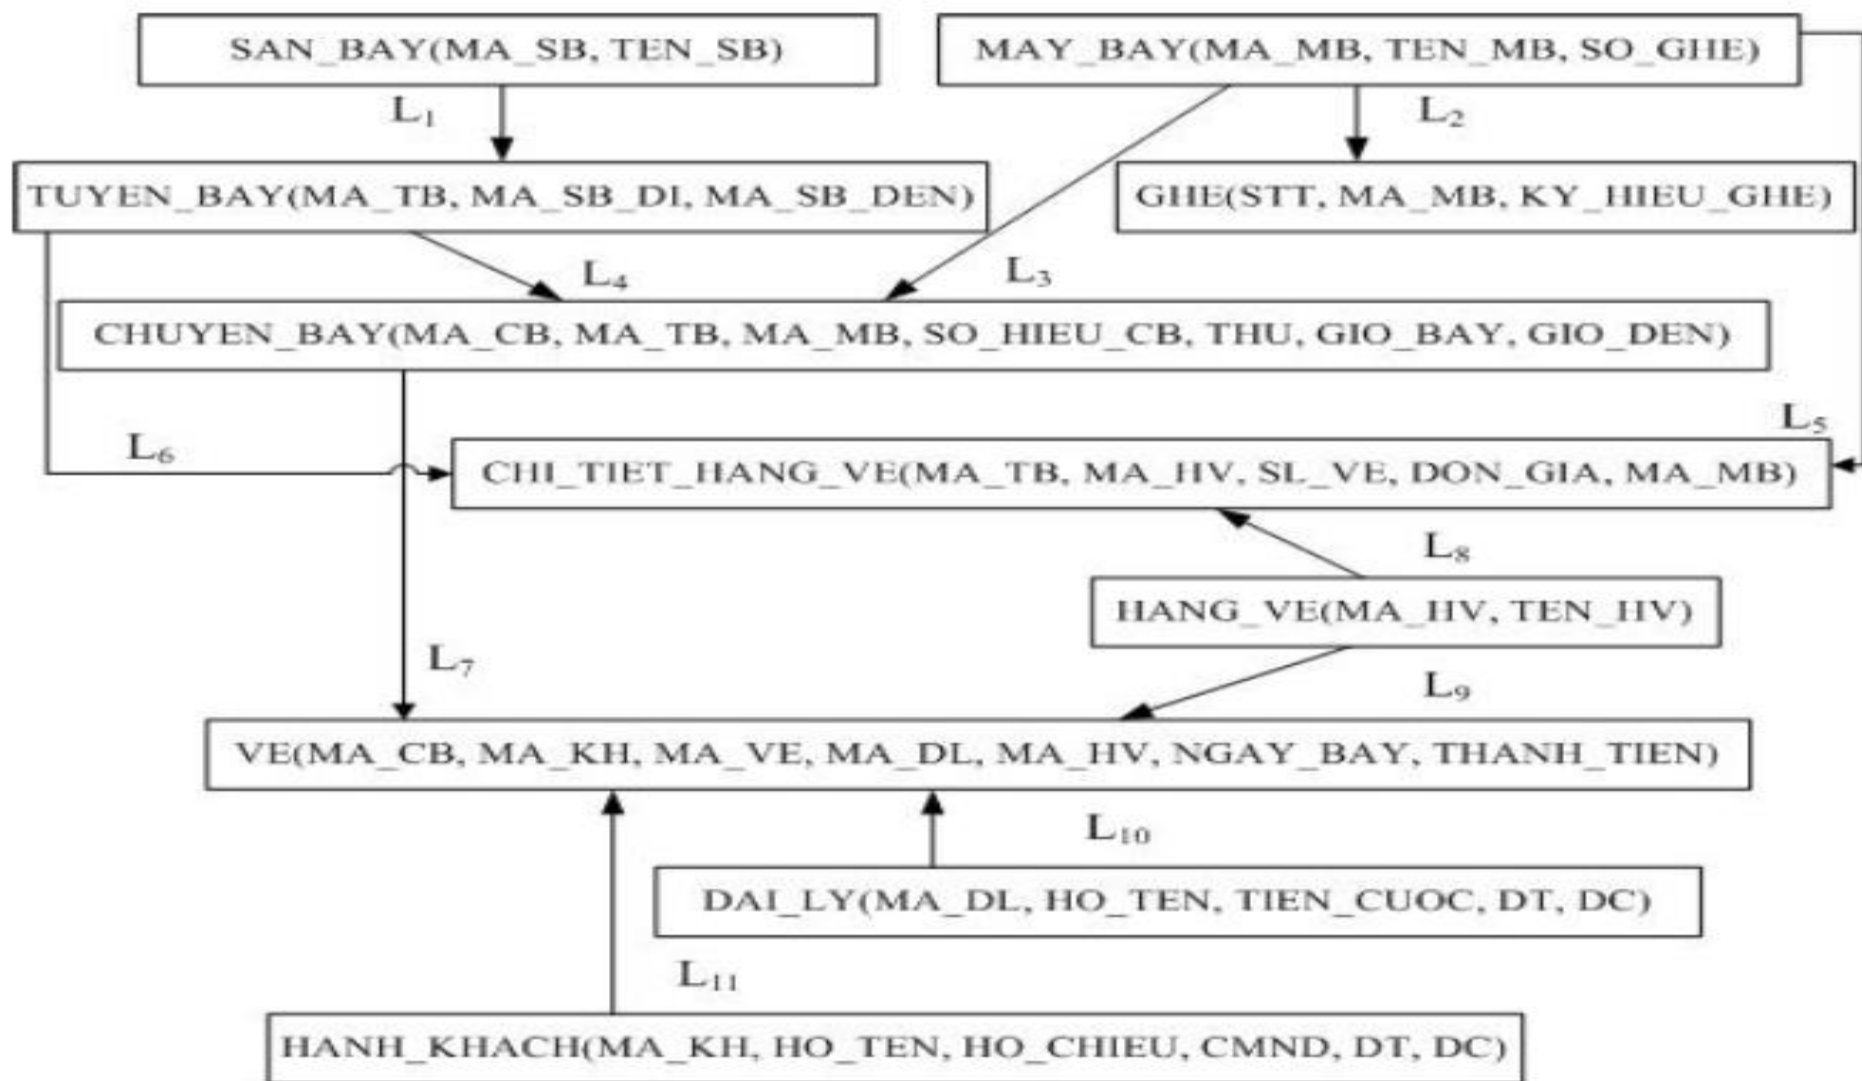 SAN_BAY(MA_SB, TEN_SB)
MAY_BAY(MA_MB, TEN_MB, SO_GHE)
L1
L2
TUYEN_BAY(MA_TB, MA_SB_DI, MA_SB_DEN)
GHE(STT, MA_MB, KY_HIEU_GHE)
L4
L3
CHUYEN_BAY(MA_CB, MA_TB, MA_MB, SO_HIEU_CB, THU, GIO_BAY, GIO_DEN)
L5
L6
CHI_TIET_HANG_VE(MA_TB, MA_HV, SL_VE, DON_GIA, MA_MB)
L8
HANG_VE(MA_HV, TEN_HV)
L7
L9
VE(MA_CB, MA_KH, MA_VE, MA_DL, MA_HV, NGAY_BAY, THANH_TIEN)
L10
DAI_LY(MA_DL, HO_TEN, TIEN_CUOC, DT, DC)
L11
HANH_KHACH(MA_KH, HO_TEN, HO_CHIEU, CMND, DT, DC)